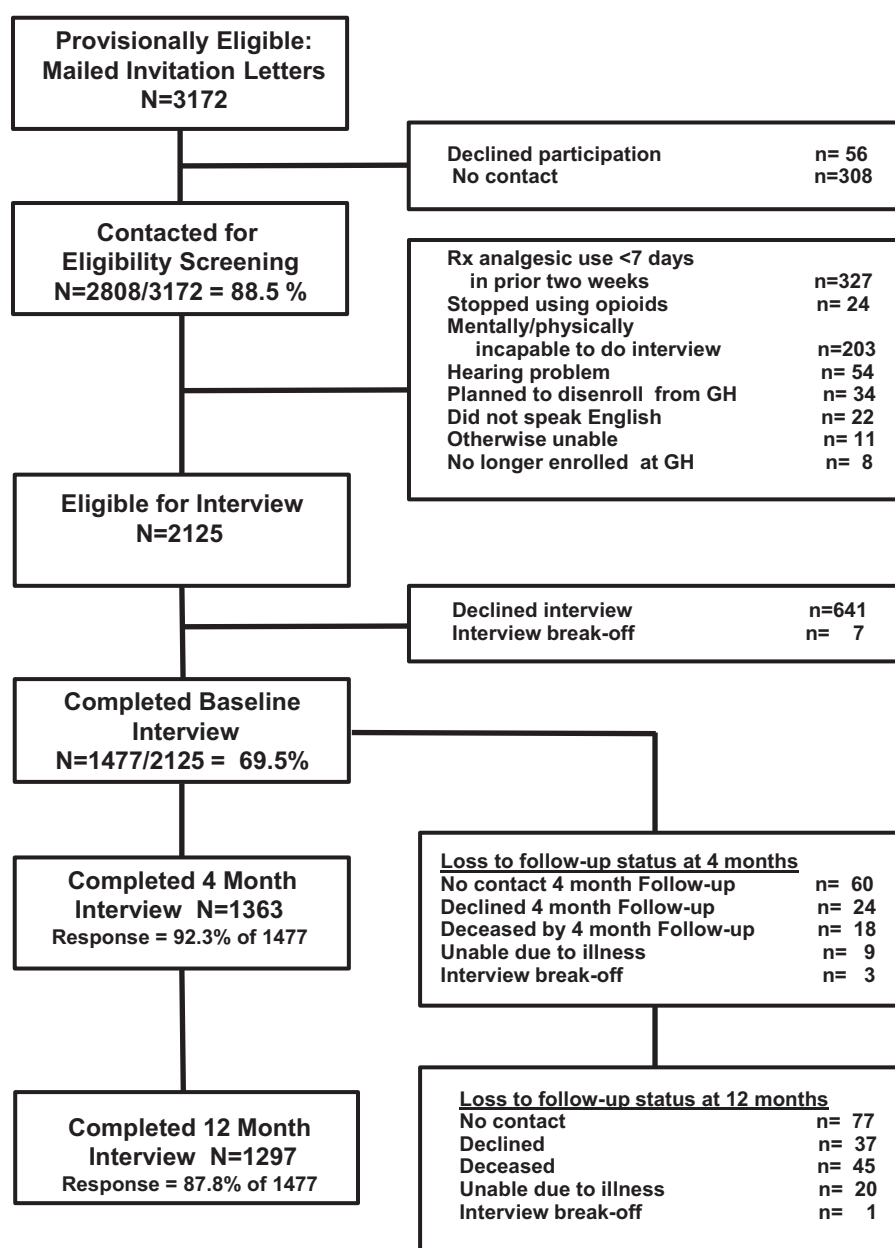 Provisionally Eligible:
Mailed Invitation Letters
N=3172
Declined participation n= 56
No contact n=308
Contacted for
Eligibility Screening
N=2808/3172 = 88.5 %
Rx analgesic use <7 days
in prior two weeks n=327
Stopped using opioids n= 24
Mentally/physically
incapable to do interview n=203
Hearing problem n= 54
Planned to disenroll from GH n= 34
Did not speak English n= 22
Otherwise unable n= 11
No longer enrolled at GH n= 8
Eligible for Interview
N=2125
Declined interview n=641
Interview break-off n= 7
Completed Baseline
Interview
N=1477/2125 = 69.5%
Loss to follow-up status at 4 months
No contact 4 month Follow-up n= 60
Declined 4 month Follow-up n= 24
Deceased by 4 month Follow-up n= 18
Unable due to illness n= 9
Interview break-off n= 3
Completed 4 Month
Interview N=1363
Response = 92.3% of 1477
Loss to follow-up status at 12 months
No contact n= 77
Declined n= 37
Deceased n= 45
Unable due to illness n= 20
Interview break-off n= 1
Completed 12 Month
Interview N=1297
Response = 87.8% of 1477